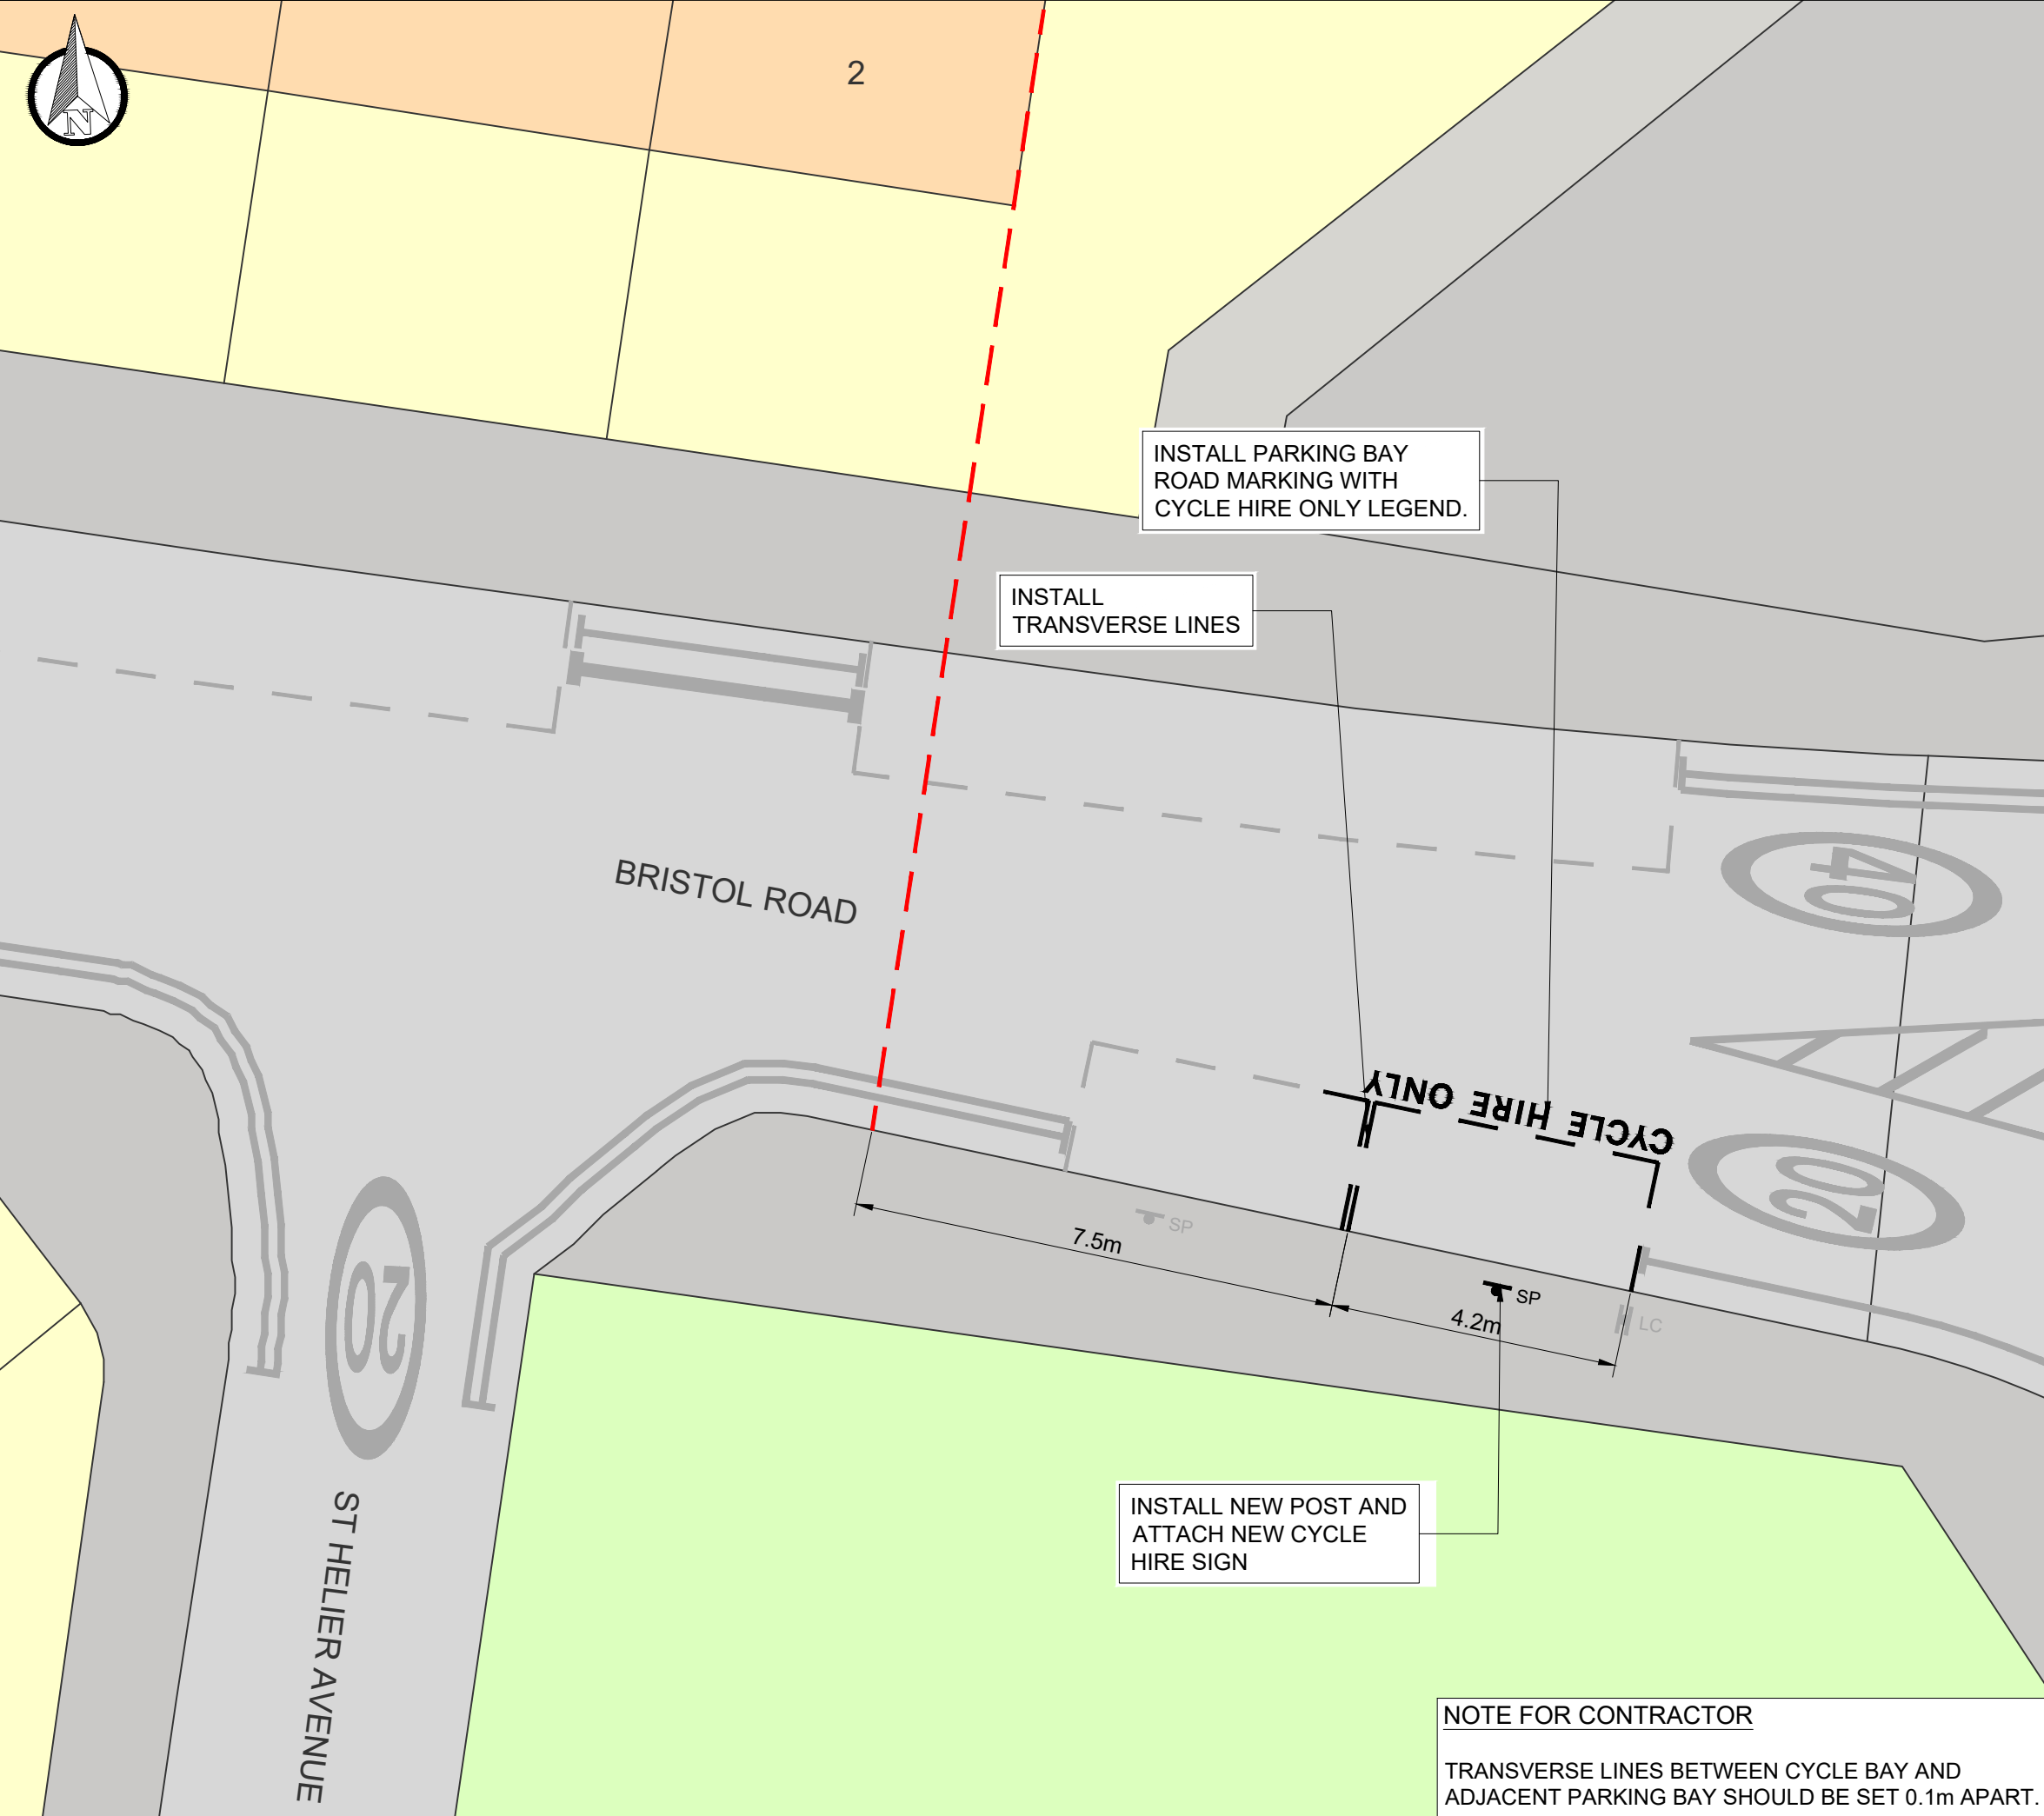 N
2
INSTALL PARKING BAY
ROAD MARKING WITH
CYCLE HIRE ONLY LEGEND.
INSTALL
TRANSVERSE LINES
BRISTOL ROAD
40
CYCLE HIRE ONLY
20
SP
7.5m
SP
4.2m
LC
20
ST HELIER AVENUE
INSTALL NEW POST AND
ATTACH NEW CYCLE
HIRE SIGN
NOTE FOR CONTRACTOR
TRANSVERSE LINES BETWEEN CYCLE BAY AND
ADJACENT PARKING BAY SHOULD BE SET 0.1m APART.